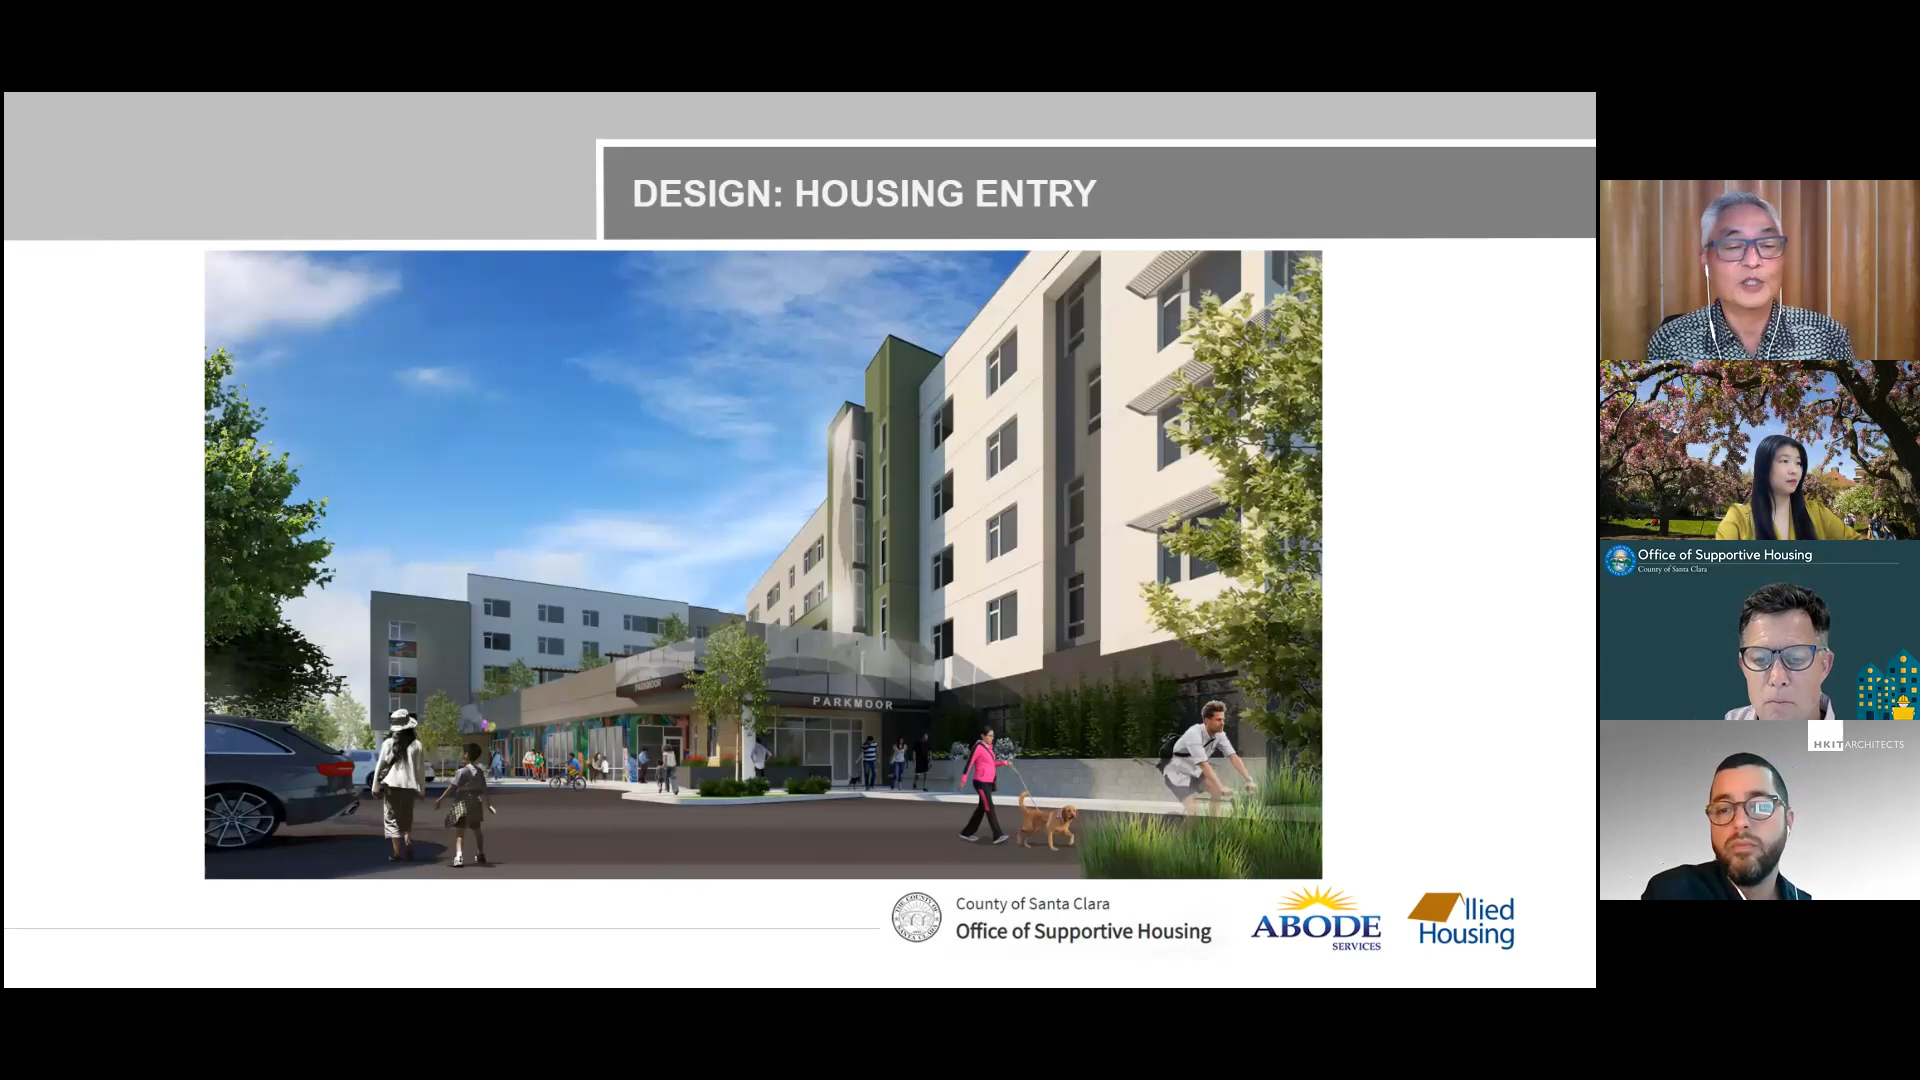 DESIGN: HOUSING ENTRY
PARKMOOR
PARKMOOR
County of Santa Clara
Office of Supportive Housing
ABODE
SERVICES
llied
Housing
Office of Supportive Housing
County of Santa Clara
HKIT ARCHITECTS